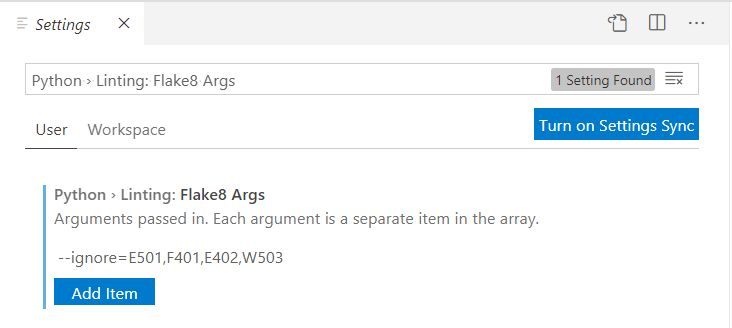 Settings
Python › Linting: Flake8 Args
1 Setting Found
User Workspace
Turn on Settings Sync
Python › Linting: Flake8 Args
Arguments passed in. Each argument is a separate item in the array.
--ignore=E501,F401,E402,W503
Add Item